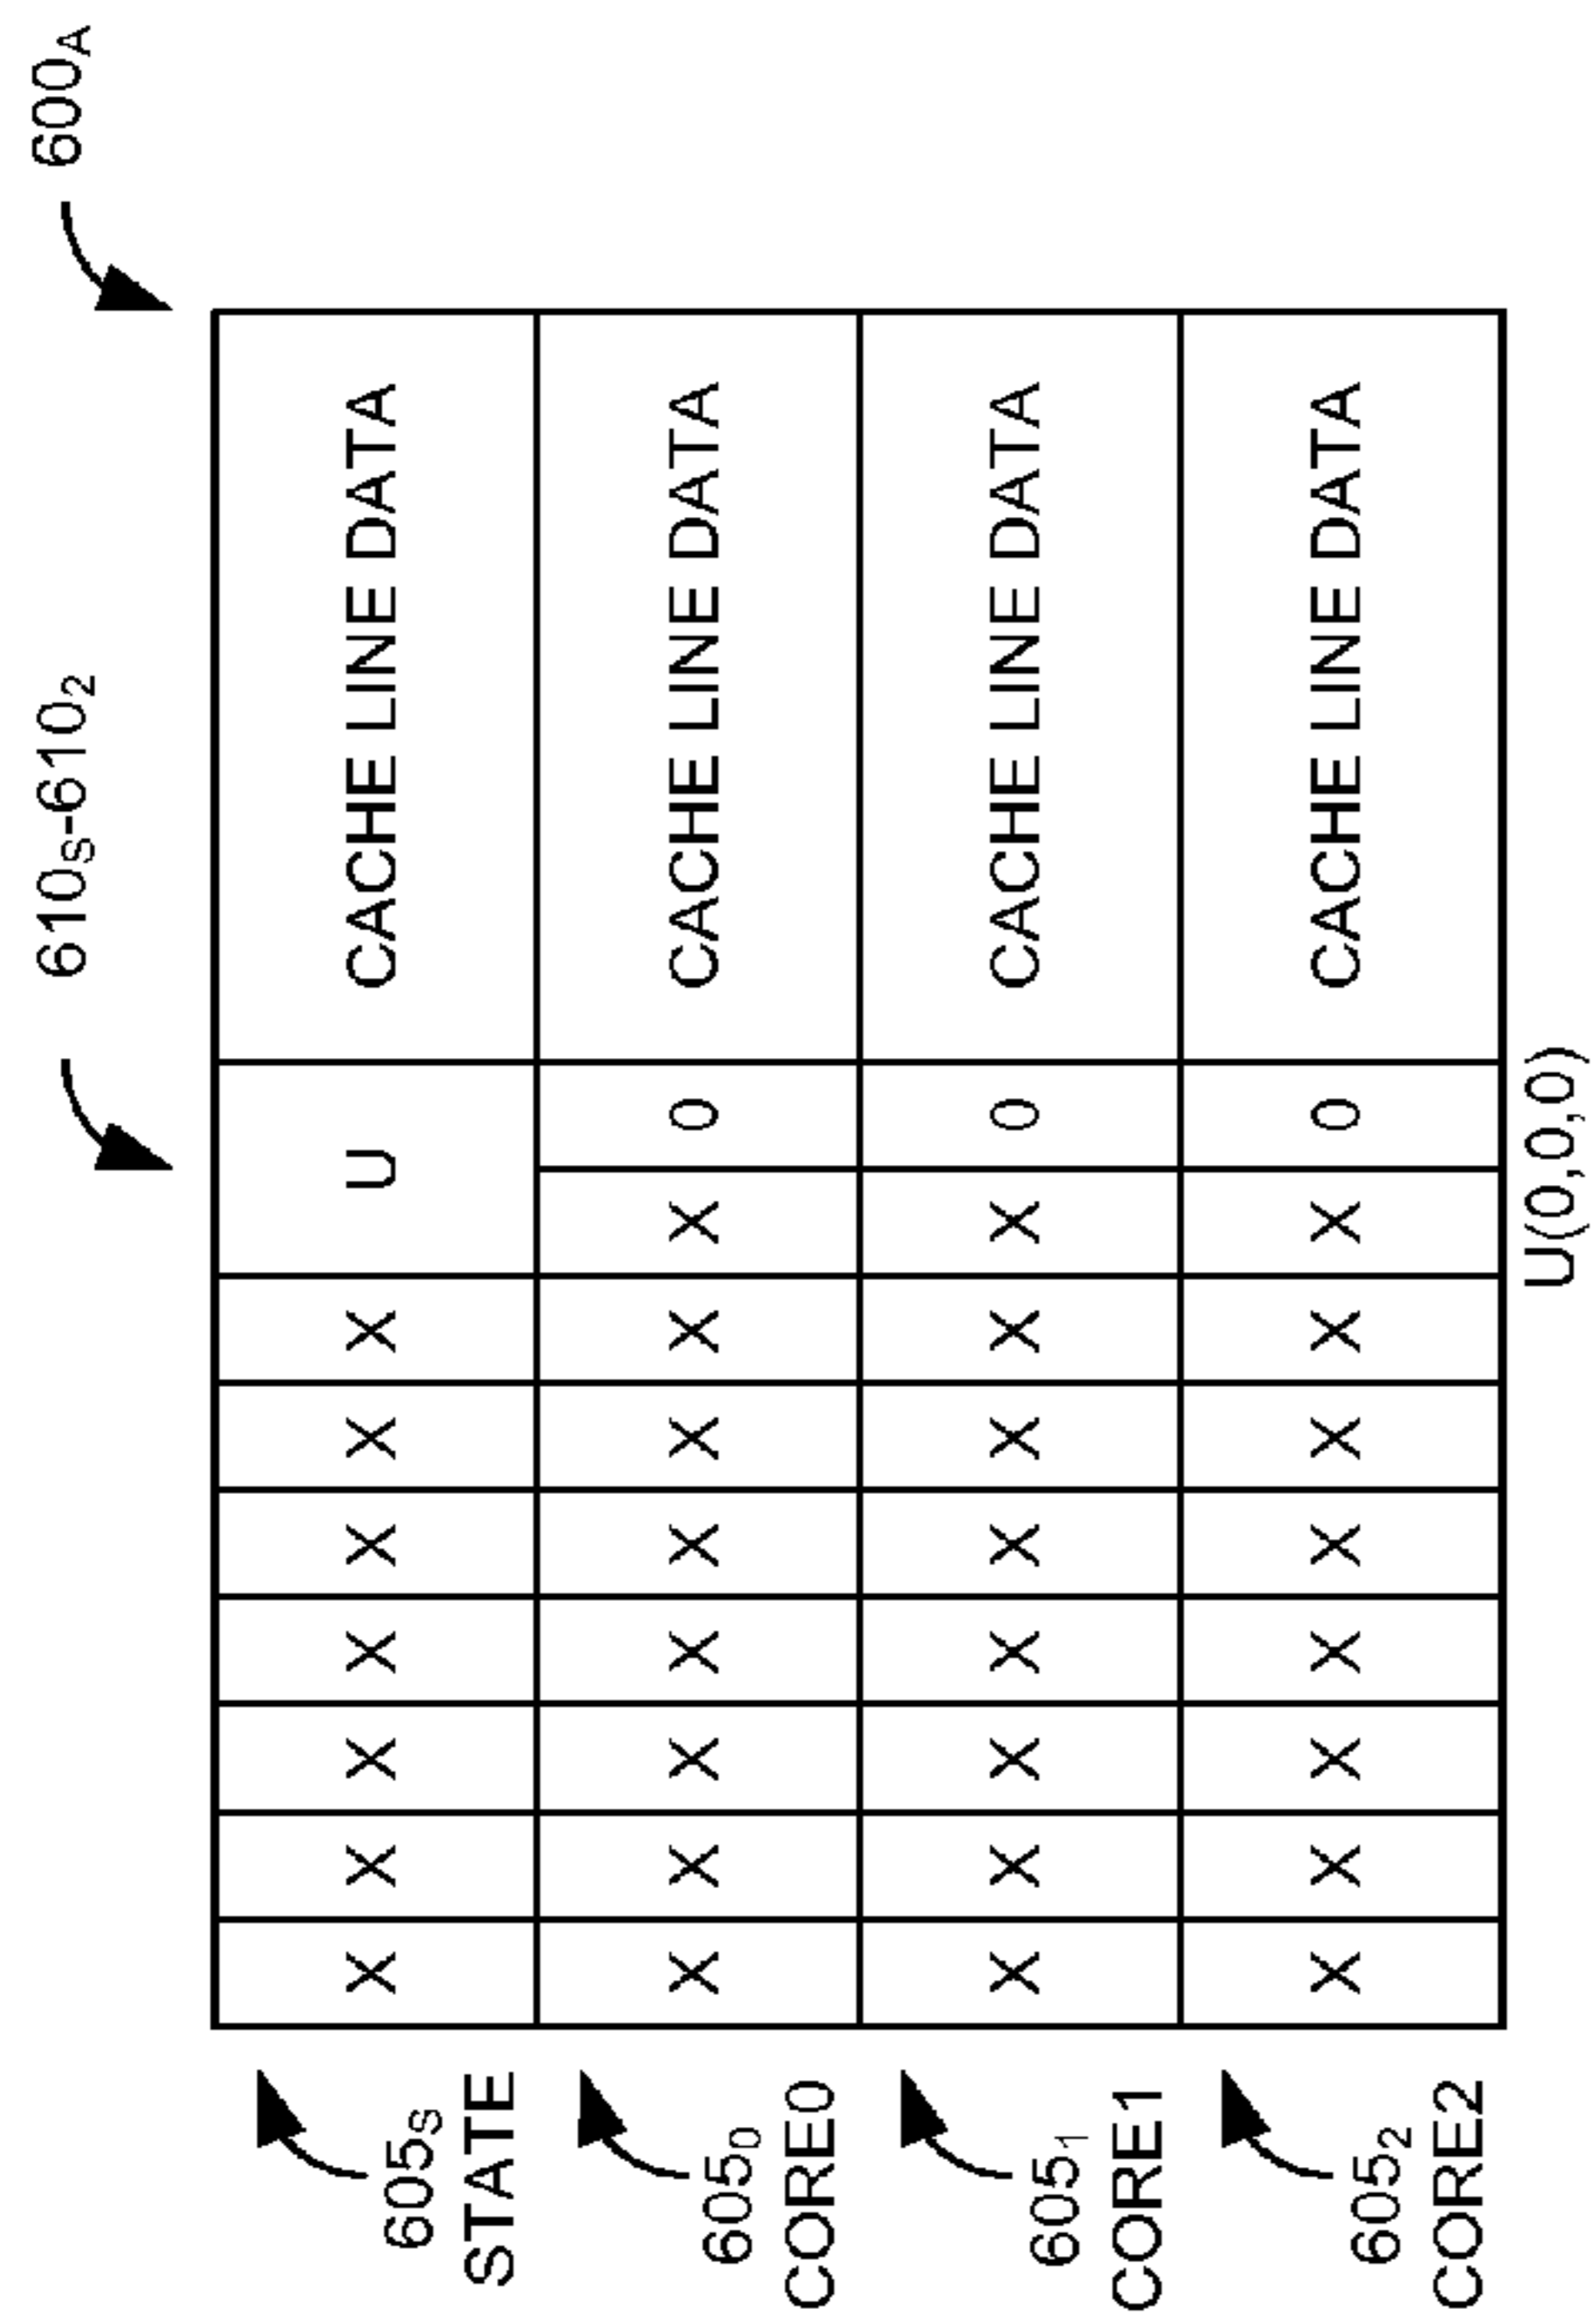 610ₛ-610₂ 600ₐ
605ₛ X X X X X X X U CACHE LINE DATA
STATE
605₀ X X X X X X X X 0 CACHE LINE DATA
CORE0
605₁ X X X X X X X X 0 CACHE LINE DATA
CORE1
605₂ X X X X X X X X 0 CACHE LINE DATA
CORE2
U(0,0,0)